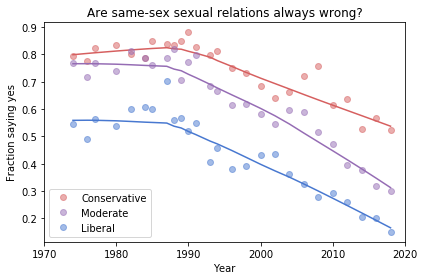 Are same-sex sexual relations always wrong?
Fraction saying yes
0.9
0.8
0.7
0.6
0.5
0.4
0.3
0.2
Conservative
Moderate
Liberal
1970 1980 1990 2000 2010 2020
Year